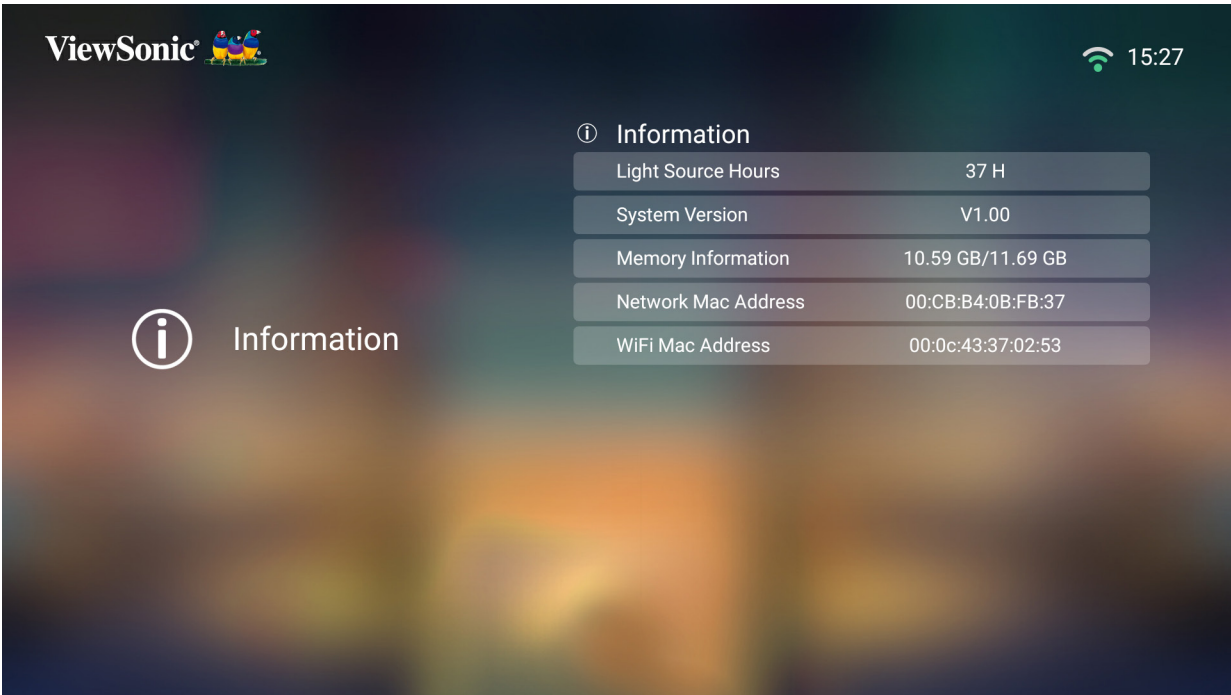 ViewSonic®
15:27
Information
Light Source Hours 37 H
System Version V1.00
Memory Information 10.59 GB/11.69 GB
Network Mac Address 00:CB:B4:0B:FB:37
Information
WiFi Mac Address 00:0c:43:37:02:53